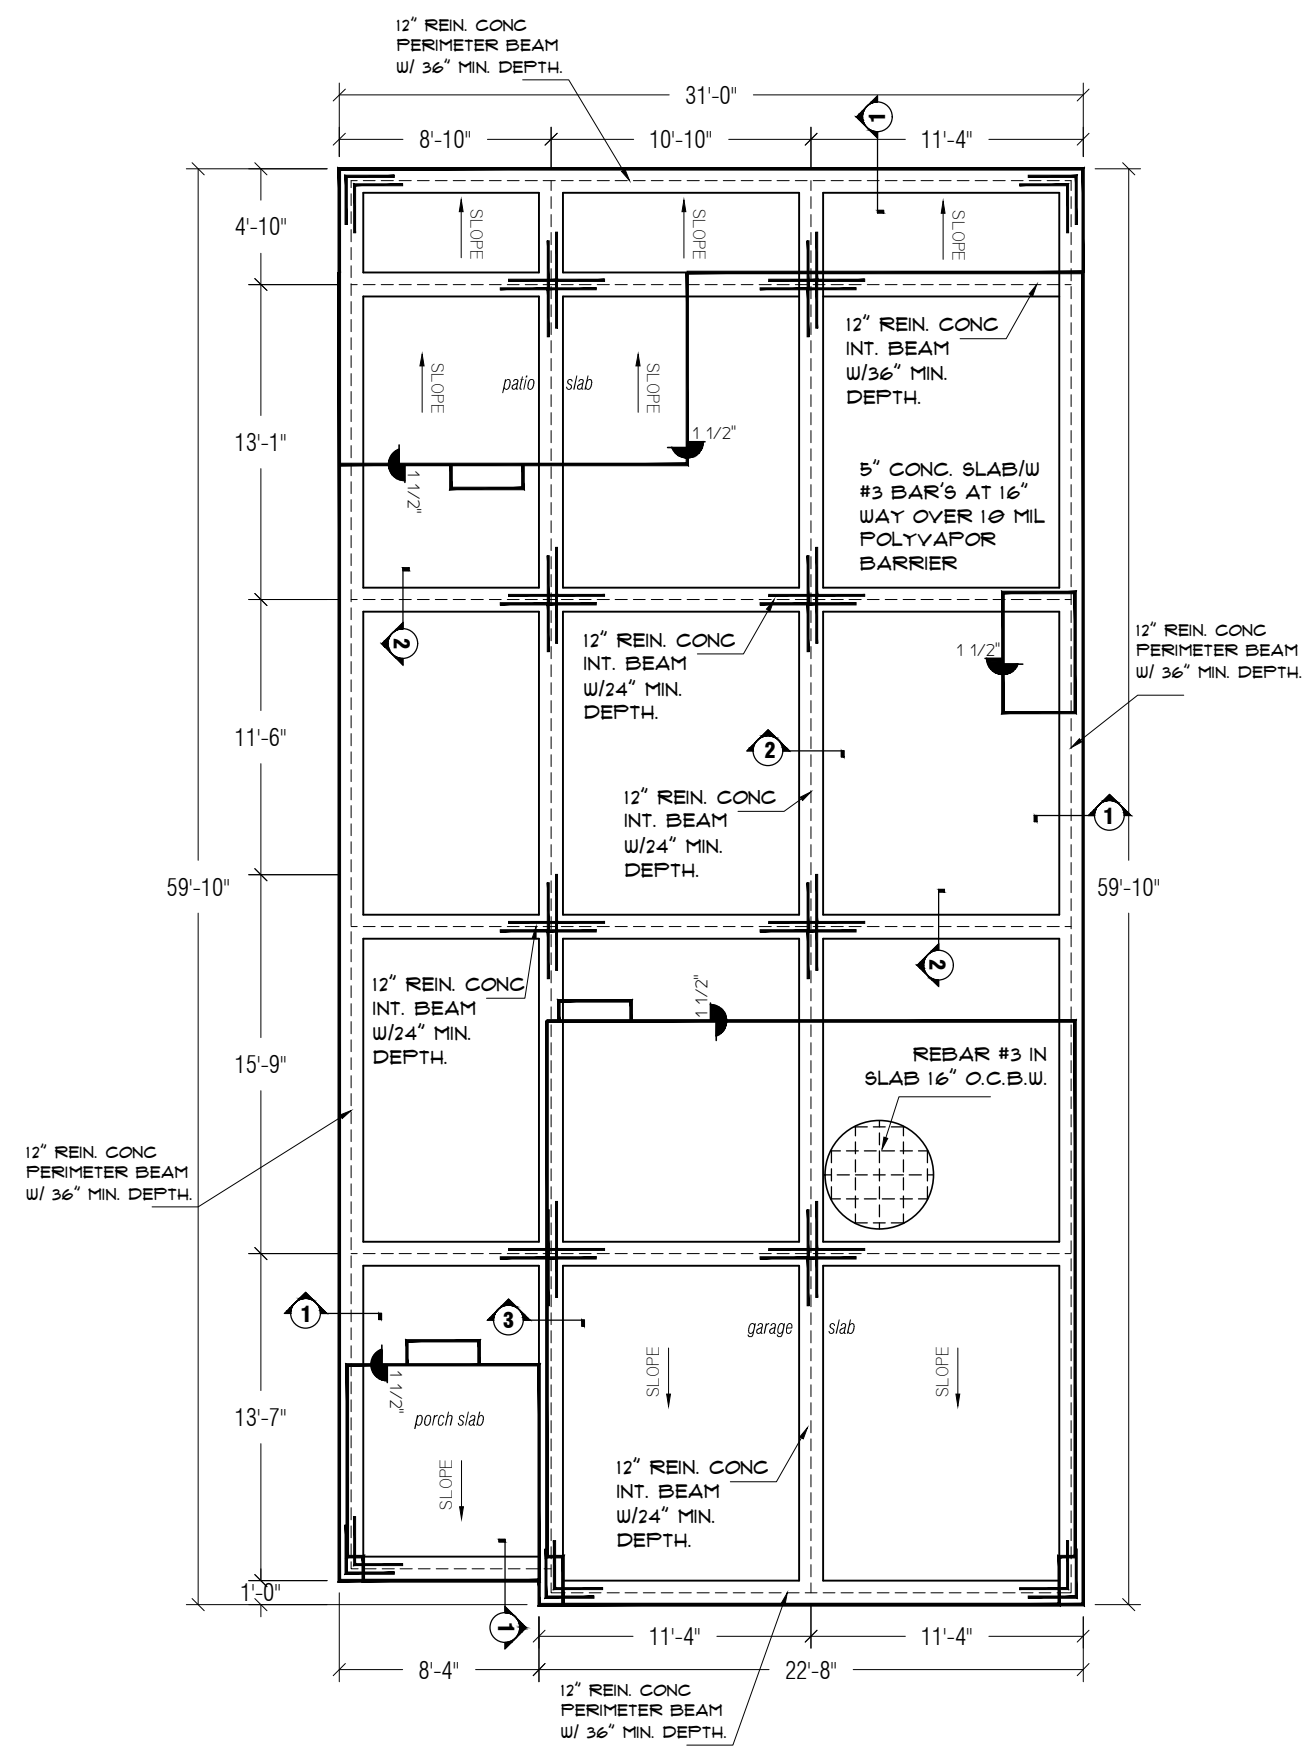 12" REIN. CONC
PERIMETER BEAM
W/ 36" MIN. DEPTH.
31'-0"
1
8'-10"
10'-10"
11'-4"
4'-10"
SLOPE
SLOPE
SLOPE
12" REIN. CONC
INT. BEAM
W/36" MIN.
DEPTH.
SLOPE
patio slab
SLOPE
13'-1"
1 1/2"
1 1/2"
5" CONC. SLAB/W
#3 BAR'S AT 16"
WAY OVER 10 MIL
POLYVAPOR
BARRIER
2
12" REIN. CONC
INT. BEAM
W/24" MIN.
DEPTH.
1 1/2"
12" REIN. CONC
PERIMETER BEAM
W/ 36" MIN. DEPTH.
11'-6"
2
12" REIN. CONC
INT. BEAM
W/24" MIN.
DEPTH.
1
59'-10"
59'-10"
2
12" REIN. CONC
INT. BEAM
W/24" MIN.
DEPTH.
1 1/2"
15'-9"
REBAR #3 IN
SLAB 16" O.C.B.W.
12" REIN. CONC
PERIMETER BEAM
W/ 36" MIN. DEPTH.
1
3
garage slab
SLOPE
SLOPE
1 1/2"
13'-7"
porch slab
SLOPE
12" REIN. CONC
INT. BEAM
W/24" MIN.
DEPTH.
1'-0"
1
11'-4"
11'-4"
8'-4"
22'-8"
12" REIN. CONC
PERIMETER BEAM
W/ 36" MIN. DEPTH.